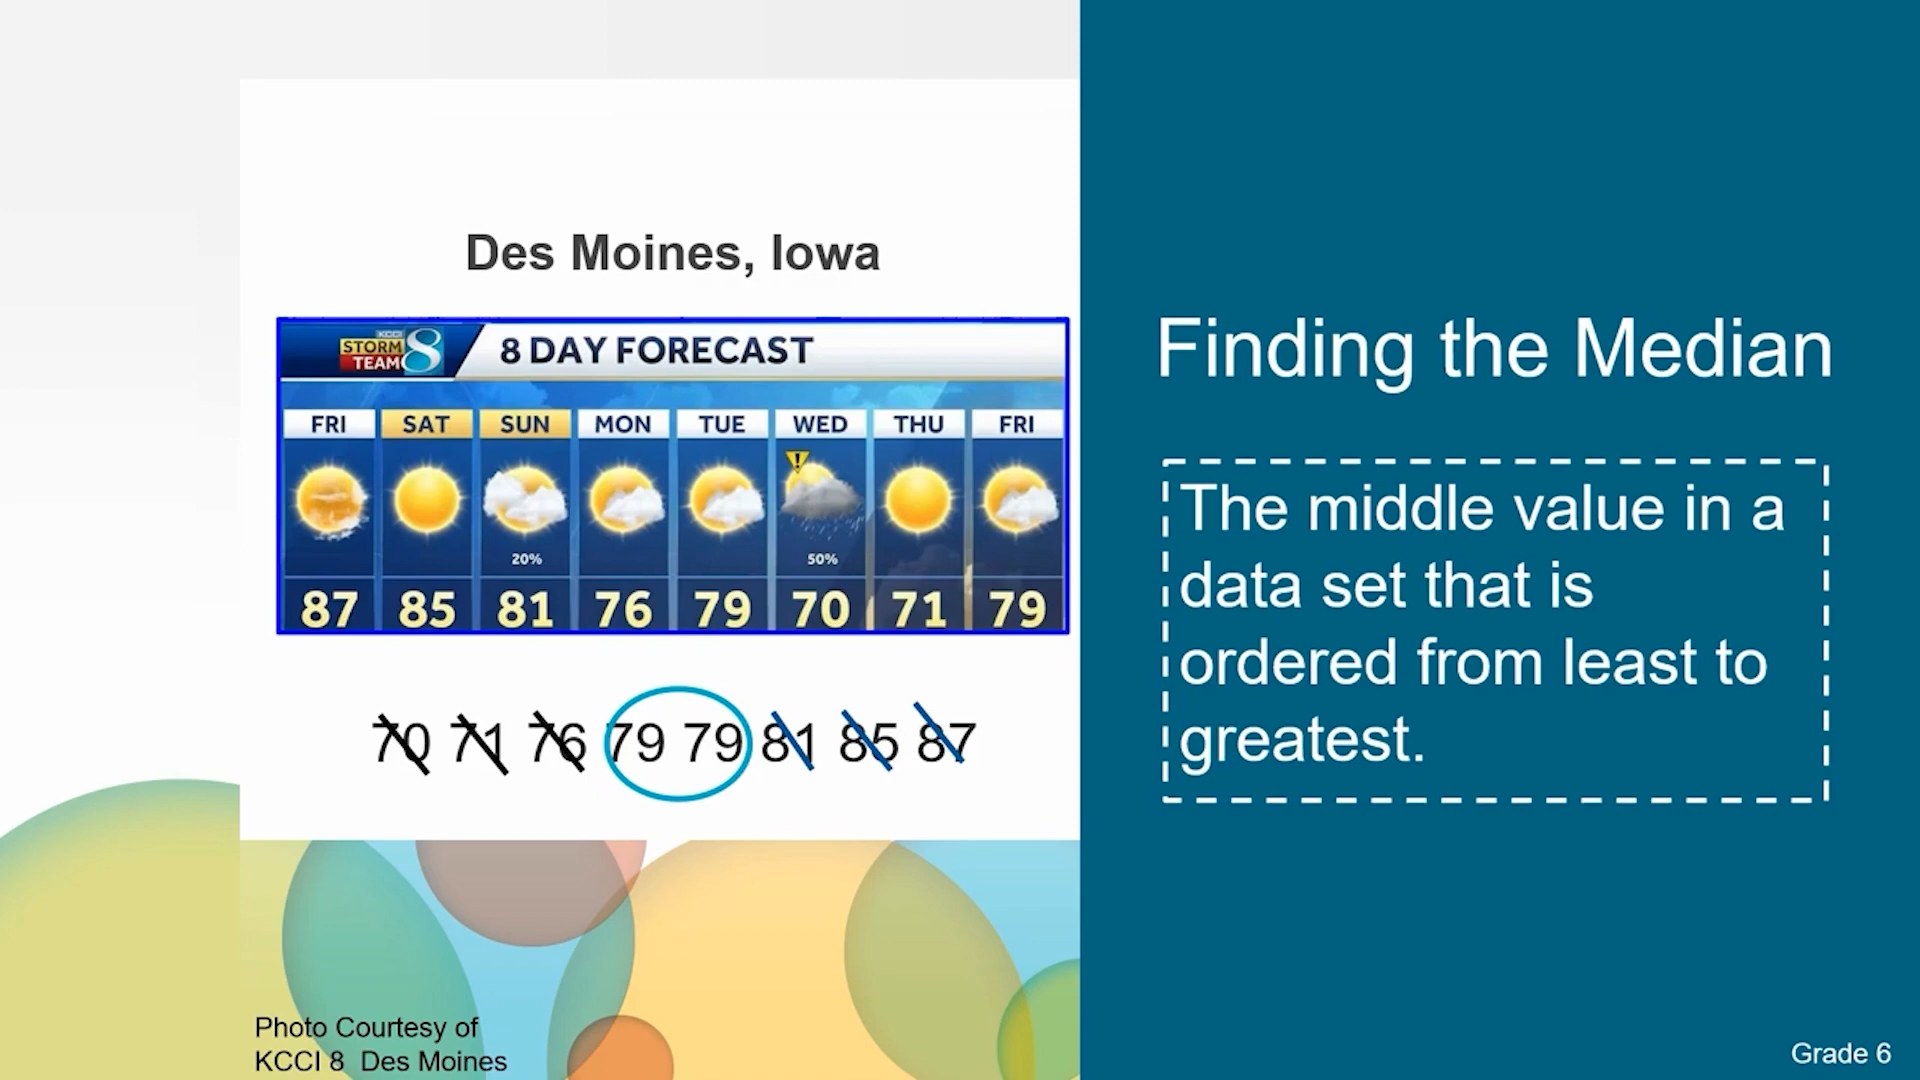 Des Moines, Iowa
KCCI
STORM
TEAM 8
8 DAY FORECAST
FRI SAT SUN MON TUE WED THU FRI
!
20% 50%
87 85 81 76 79 70 71 79
70 71 76 79 79 81 85 87
Photo Courtesy of
KCCI 8 Des Moines
Finding the Median
The middle value in a
data set that is
ordered from least to
greatest.
Grade 6